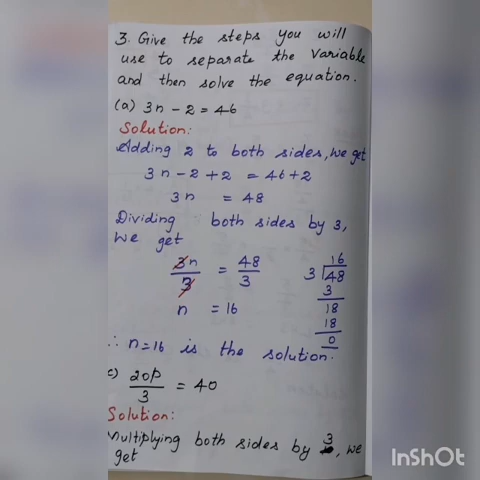 3. Give the steps you will
use to separate the variable
and then solve the equation.
(a) 3n - 2 = 46
Solution:
Adding 2 to both sides, we get
3n - 2 + 2 = 46 + 2
3n = 48
Dividing both sides by 3,
we get
3n/3 = 48/3
n = 16
16
3 48
3
18
18
0
∴ n = 16 is the solution.
c) 20p/3 = 40
Solution:
Multiplying both sides by 3, we
get
InShOt